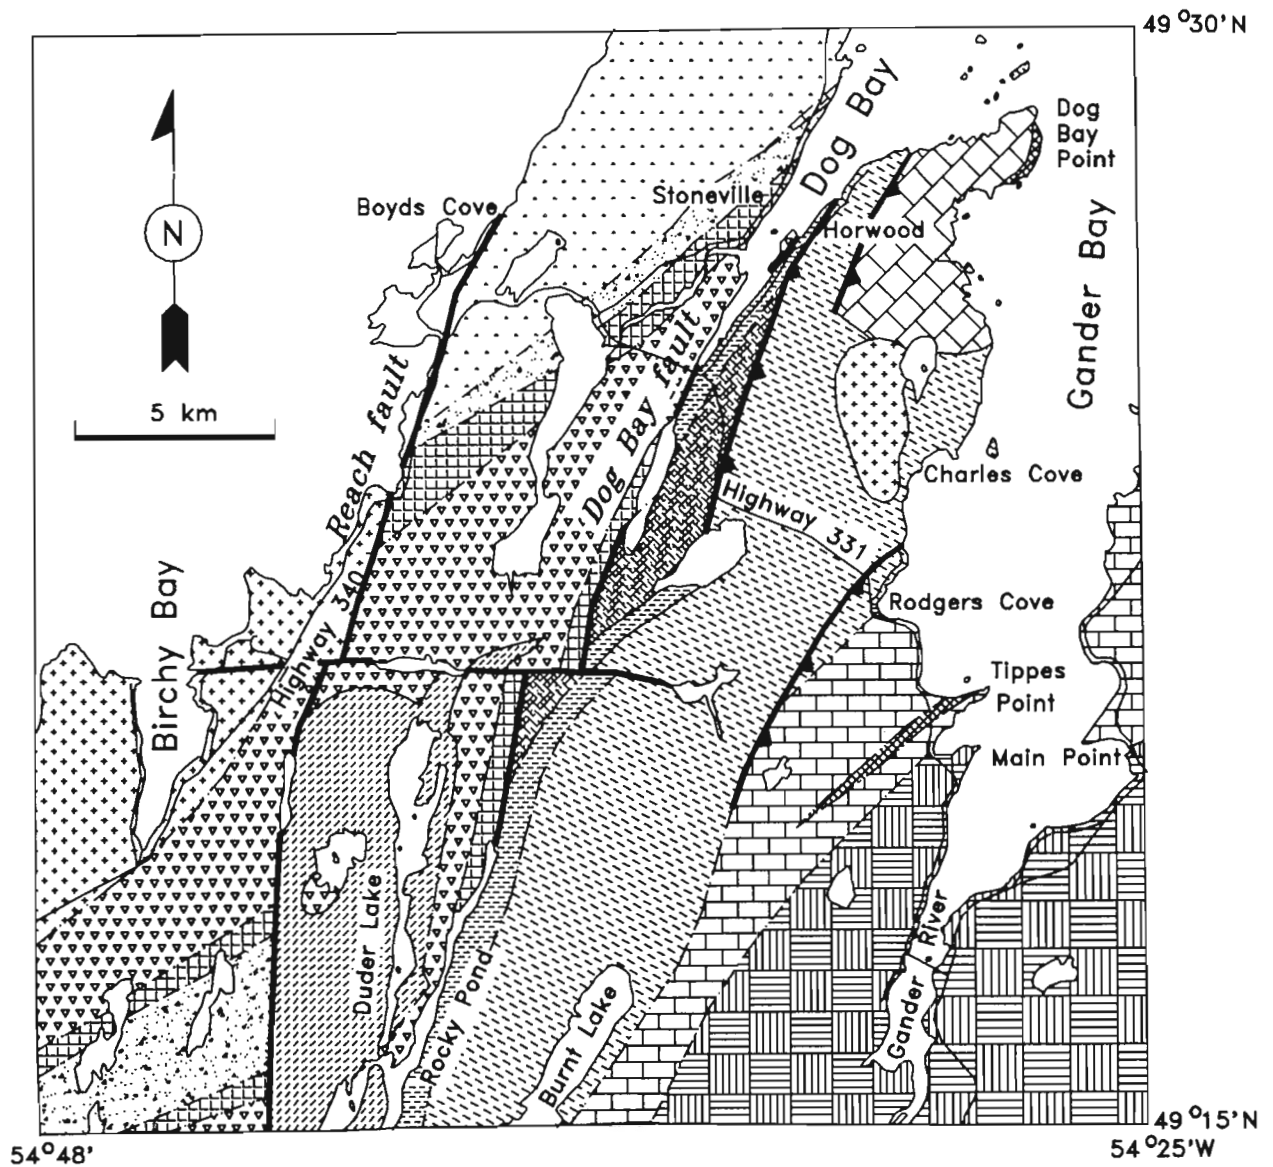 49°30'N
Dog Bay
Dog
Bay
Point
Stoneville
Boyds Cove
Horwood
N
Gander Bay
5 km
Reach fault
Dog Bay fault
Charles Cove
Highway 331
Highway 340
Rodgers Cove
Birchy Bay
Tippes
Point
Main Point
Duder Lake
Rocky Pond
Burnt Lake
Gander River
49°15'N
54°48'
54°25'W